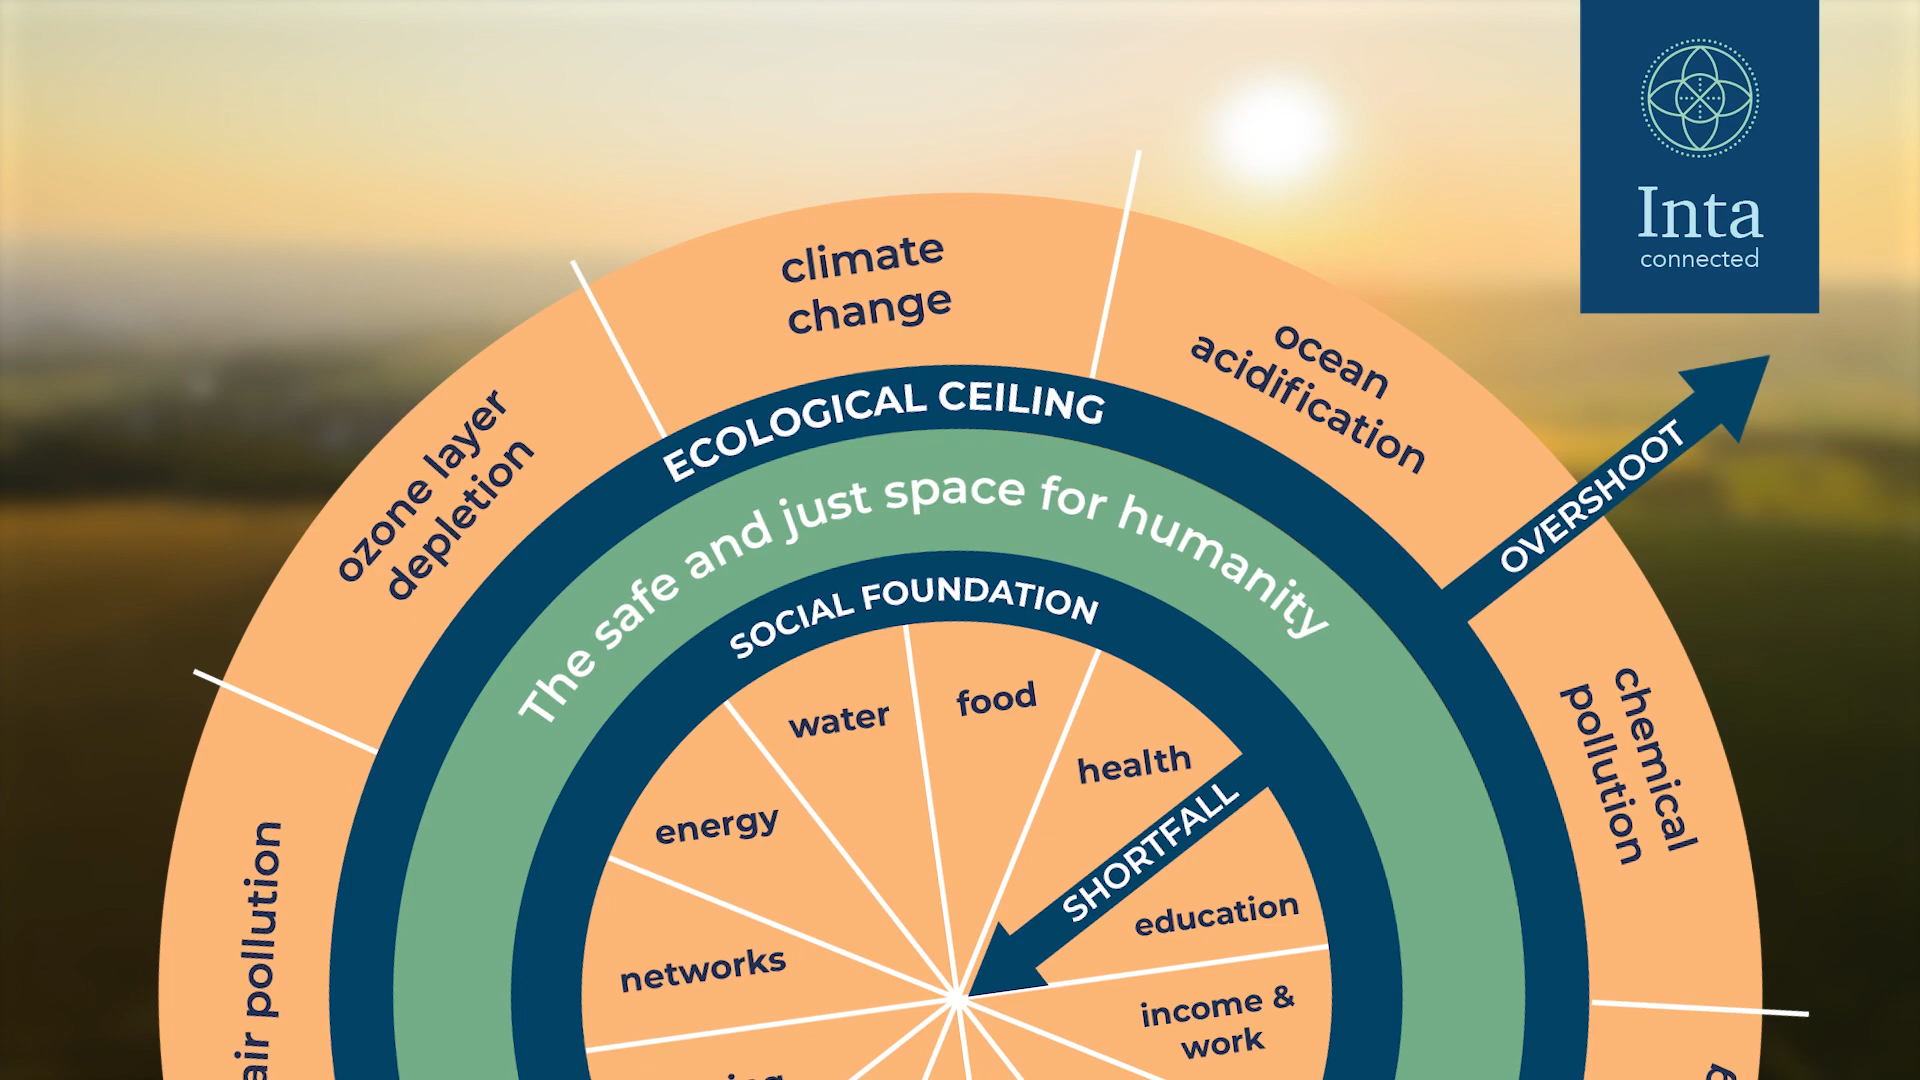 Inta
connected
climate
change
ocean
acidification
ozone layer
depletion
ECOLOGICAL CEILING
OVERSHOOT
The safe and just space for humanity
SOCIAL FOUNDATION
water
food
health
energy
SHORTFALL
chemical
pollution
education
networks
income &
work
air pollution